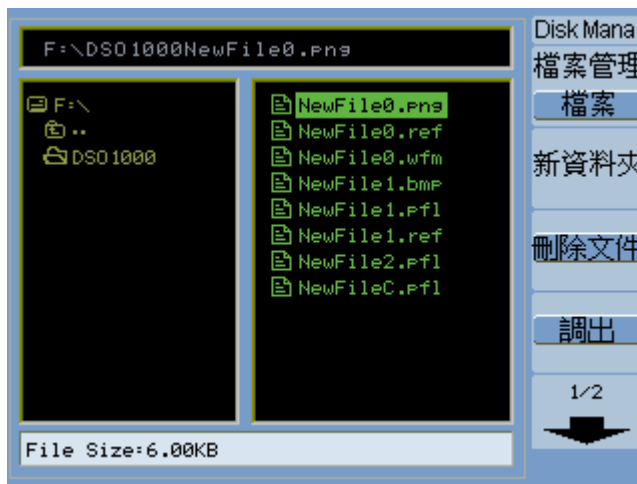 F:\DSO1000NewFile0.png
F:\
..
DSO1000
NewFile0.png
NewFile0.ref
NewFile0.wfm
NewFile1.bmp
NewFile1.pfl
NewFile1.ref
NewFile2.pfl
NewFileC.pfl
File Size:6.00KB
Disk Mana
檔案管理
檔案
新資料夾
刪除文件
調出
1/2